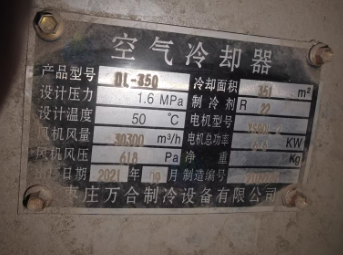 空气冷却器
产品型号 DL-350 冷却面积 351 m²
设计压力 1.6 MPa 制冷剂 R 22
设计温度 50 ℃ 电机型号
风机风量 30300 m³/h 电机总功率 KW
风机风压 618 Pa 净 重 Kg
日期 2021 年 09 月 制造编号
枣庄万合制冷设备有限公司